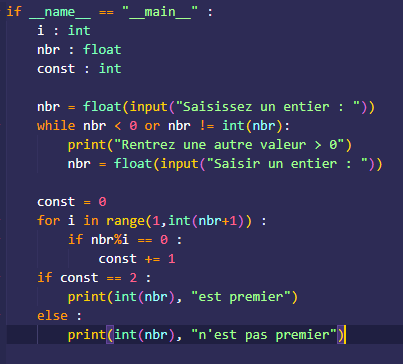 if __name__ == "__main__" :
    i : int
    nbr : float
    const : int

    nbr = float(input("Saisissez un entier : "))
    while nbr < 0 or nbr != int(nbr):
        print("Rentrez une autre valeur > 0")
        nbr = float(input("Saisir un entier : "))

    const = 0
    for i in range(1,int(nbr+1)) :
        if nbr%i == 0 :
            const += 1
    if const == 2 :
        print(int(nbr), "est premier")
    else :
        print(int(nbr), "n'est pas premier")